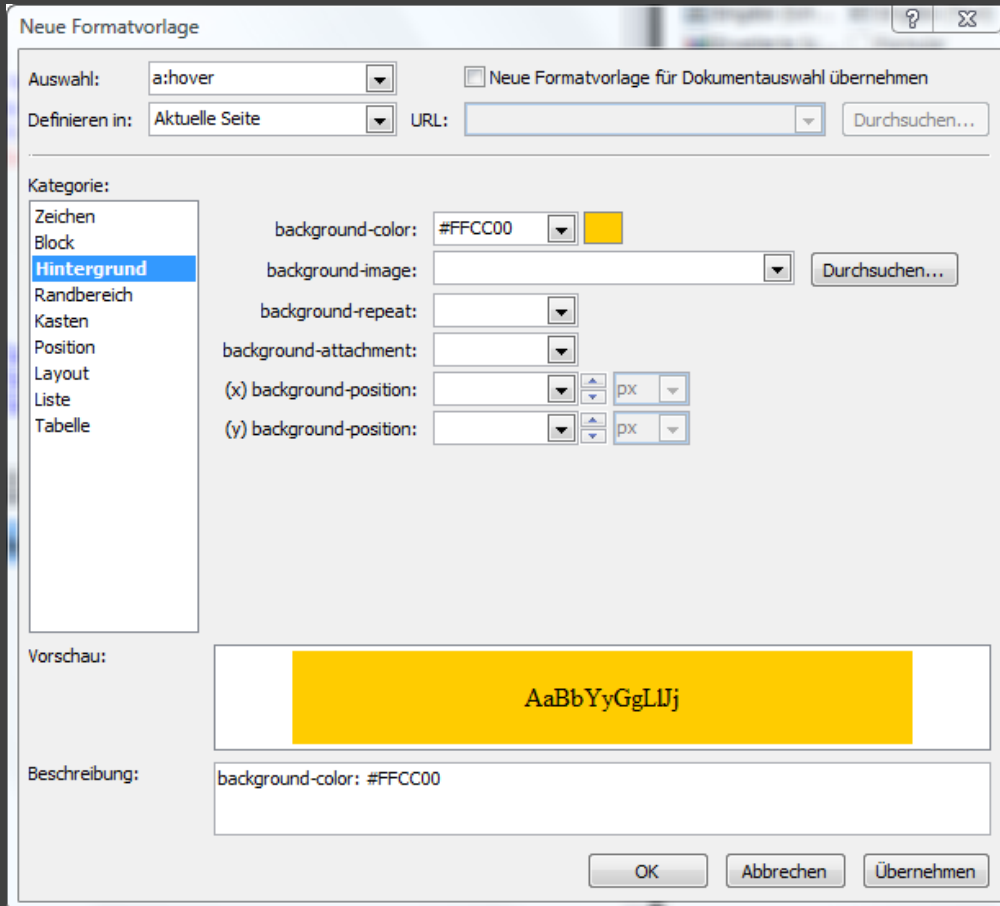 Neue Formatvorlage
Auswahl: a:hover Neue Formatvorlage für Dokumentauswahl übernehmen
Definieren in: Aktuelle Seite URL: Durchsuchen...
Kategorie:
Zeichen
Block
Hintergrund
Randbereich
Kasten
Position
Layout
Liste
Tabelle
background-color: #FFCC00
background-image: Durchsuchen...
background-repeat:
background-attachment:
(x) background-position: px
(y) background-position: px
Vorschau:
AaBbYyGgLlJj
Beschreibung:
background-color: #FFCC00
OK Abbrechen Übernehmen